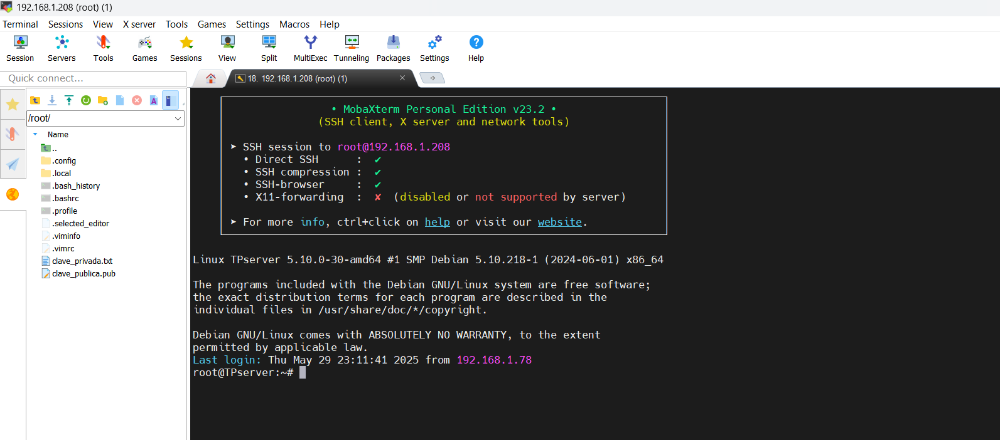 192.168.1.208 (root) (1)
Terminal Sessions View X server Tools Games Settings Macros Help
Session Servers Tools Games Sessions View Split MultiExec Tunneling Packages Settings Help
Quick connect...
18. 192.168.1.208 (root) (1)
/root/
Name
..
.config
.local
.bash_history
.bashrc
.profile
.selected_editor
.viminfo
.vimrc
clave_privada.txt
clave_publica.pub
• MobaXterm Personal Edition v23.2 •
(SSH client, X server and network tools)
➤ SSH session to root@192.168.1.208
• Direct SSH : ✔
• SSH compression : ✔
• SSH-browser : ✔
• X11-forwarding : ✘ (disabled or not supported by server)
➤ For more info, ctrl+click on help or visit our website.
Linux TPserver 5.10.0-30-amd64 #1 SMP Debian 5.10.218-1 (2024-06-01) x86_64
The programs included with the Debian GNU/Linux system are free software;
the exact distribution terms for each program are described in the
individual files in /usr/share/doc/*/copyright.
Debian GNU/Linux comes with ABSOLUTELY NO WARRANTY, to the extent
permitted by applicable law.
Last login: Thu May 29 23:11:41 2025 from 192.168.1.78
root@TPserver:~#